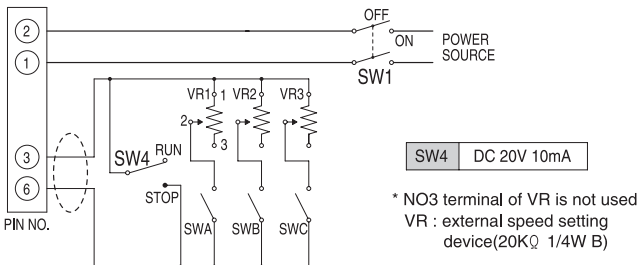 OFF
2
ON
POWER
SOURCE
1
SW1
VR1
1
VR2
VR3
2
3
3
RUN
SW4
SW4 DC 20V 10mA
6
STOP
* NO3 terminal of VR is not used
PIN NO.
SWA
SWB
SWC
VR : external speed setting
device(20KΩ 1/4W B)